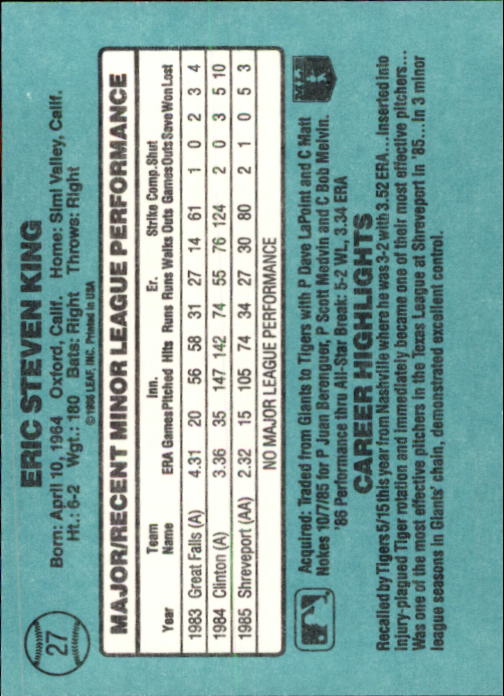 27
ERIC STEVEN KING
Born: April 10, 1964 Oxford, Calif. Home: Simi Valley, Calif.
Ht.: 6-2 Wgt.: 180 Bats: Right Throws: Right
©1986 LEAF, INC. Printed in USA
MAJOR/RECENT MINOR LEAGUE PERFORMANCE
Team Inn. Er. Strike Comp. Shut
Year Name ERA Games Pitched Hits Runs Runs Walks Outs Games Outs Save Won Lost
1983 Great Falls (A) 4.31 20 56 58 31 27 14 61 1 0 2 3 4
1984 Clinton (A) 3.36 35 147 142 74 55 76 124 2 0 3 5 10
1985 Shreveport (AA) 2.32 15 105 74 34 27 30 80 2 1 0 5 3
NO MAJOR LEAGUE PERFORMANCE
Acquired: Traded from Giants to Tigers with P Dave LaPoint and C Matt
Nokes 10/7/85 for P Juan Berenguer, P Scott Medvin and C Bob Melvin.
'86 Performance thru All-Star Break: 5-2 WL, 3.34 ERA
CAREER HIGHLIGHTS
Recalled by Tigers 5/15 this year from Nashville where he was 3-2 with 3.52 ERA... Inserted into
injury-plagued Tiger rotation and immediately became one of their most effective pitchers...
Was one of the most effective pitchers in the Texas League at Shreveport in '85... In 3 minor
league seasons in Giants' chain, demonstrated excellent control.